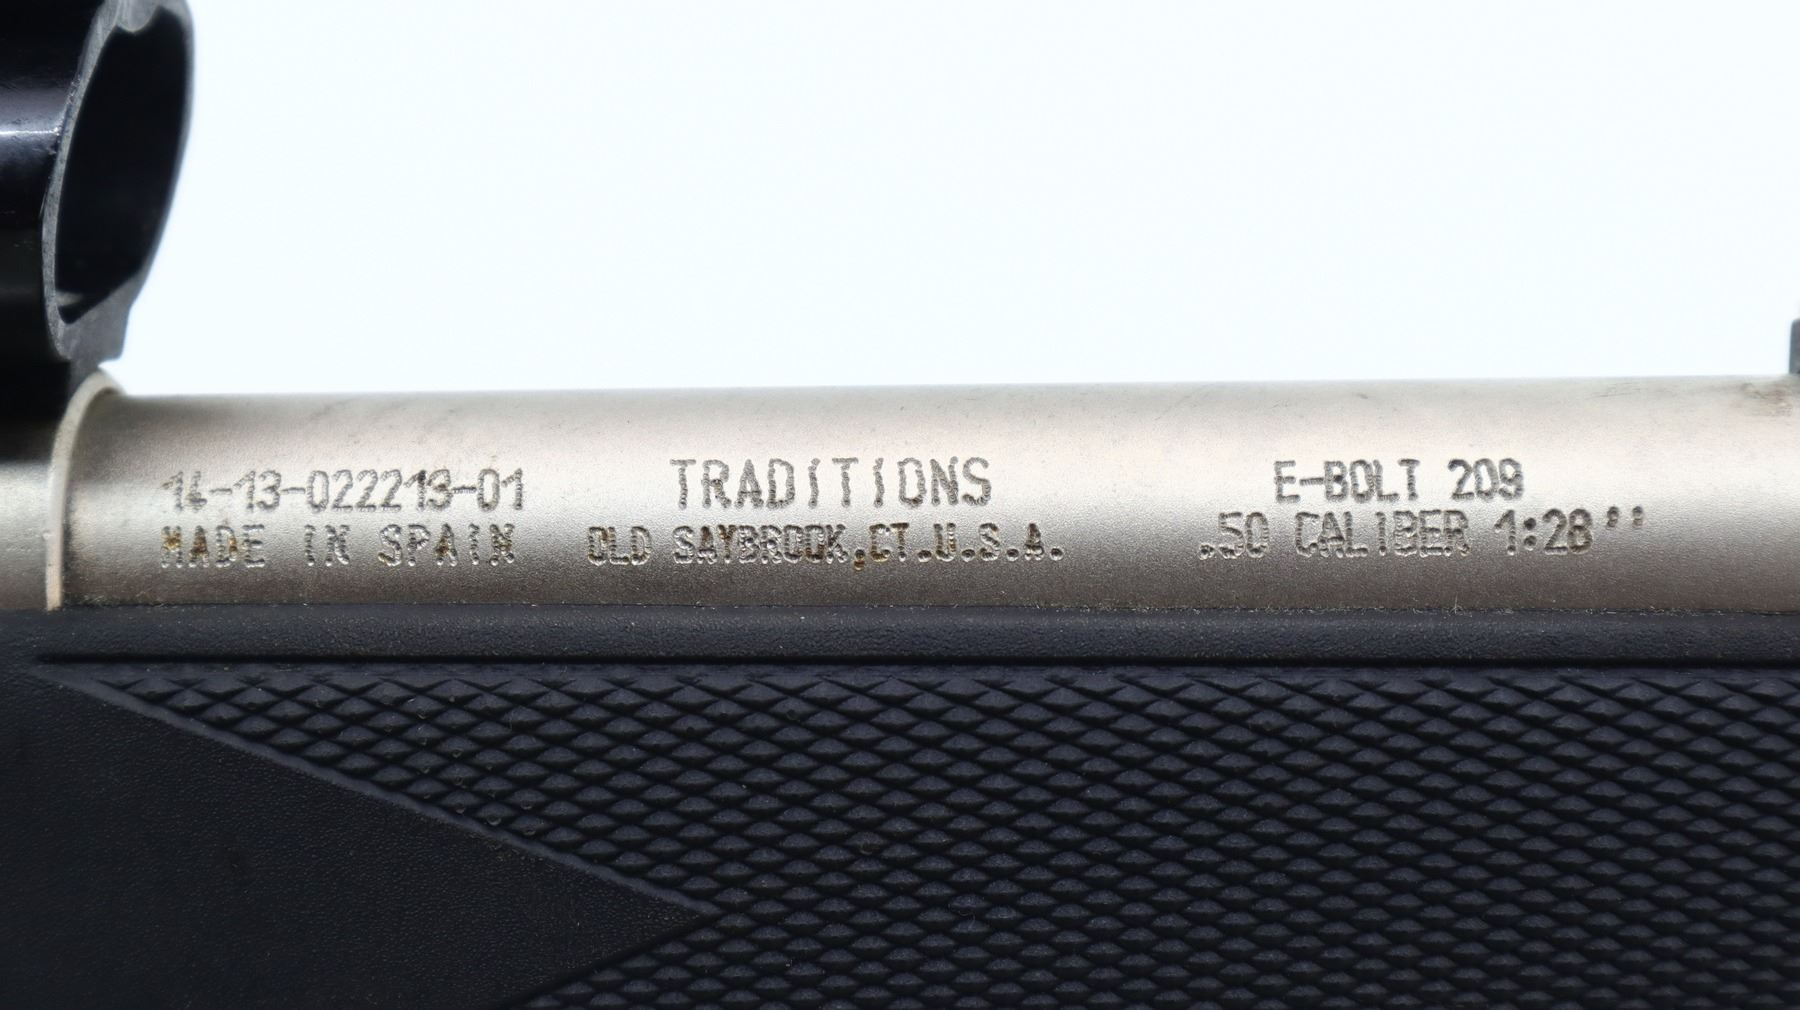 14-13-022213-01
MADE IN SPAIN
TRADITIONS
OLD SAYBROOK,CT.U.S.A.
E-BOLT 209
.50 CALIBER 1:28''